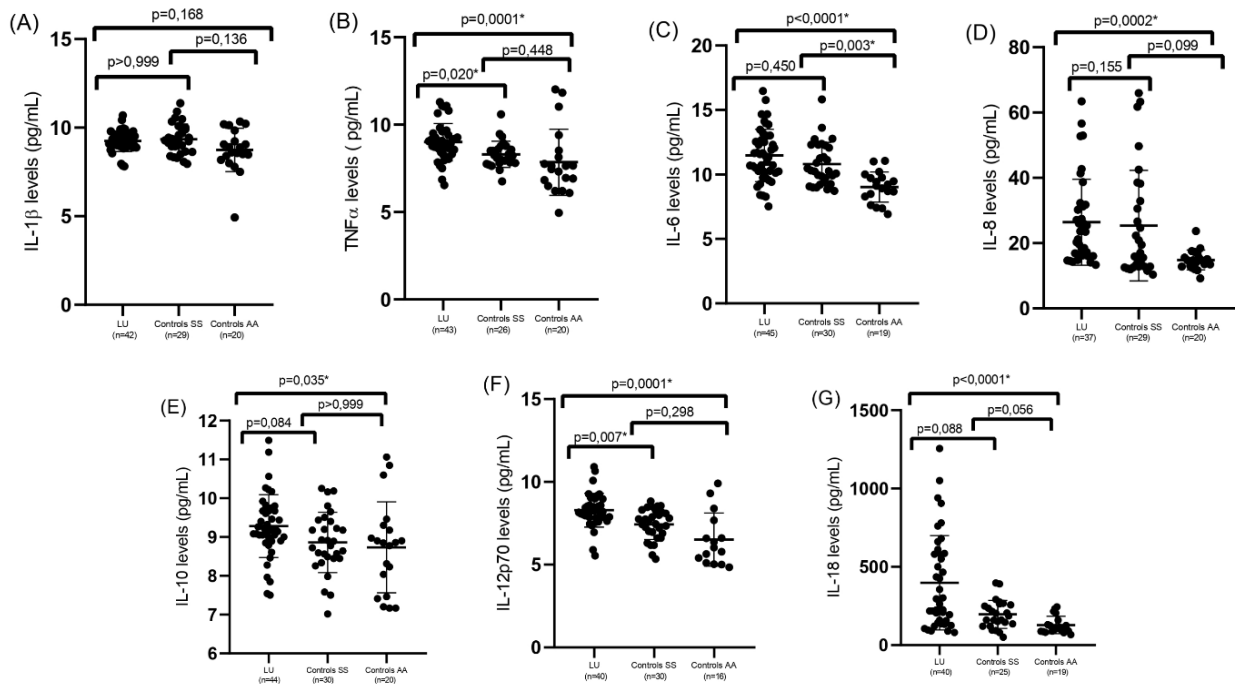 (A)
p=0,168
p=0,136
p>0,999
IL-1β levels (pg/mL)
15
10
5
0
LU
(n=42)
Controls SS
(n=29)
Controls AA
(n=20)
(B)
p=0,0001*
p=0,448
p=0,020*
TNFα levels ( pg/mL)
15
10
5
0
LU
(n=43)
Controls SS
(n=26)
Controls AA
(n=20)
(C)
p<0,0001*
p=0,003*
p=0,450
IL-6 levels (pg/mL)
20
15
10
5
0
LU
(n=45)
Controls SS
(n=30)
Controls AA
(n=19)
(D)
p=0,0002*
p=0,099
p=0,155
IL-8 levels (pg/mL)
80
60
40
20
0
LU
(n=37)
Controls SS
(n=29)
Controls AA
(n=20)
(E)
p=0,035*
p>0,999
p=0,084
IL-10 levels (pg/mL)
12
11
10
9
8
7
6
LU
(n=44)
Controls SS
(n=30)
Controls AA
(n=20)
(F)
p=0,0001*
p=0,298
p=0,007*
IL-12p70 levels (pg/mL)
15
10
5
0
LU
(n=40)
Controls SS
(n=30)
Controls AA
(n=16)
(G)
p<0,0001*
p=0,056
p=0,088
IL-18 levels (pg/mL)
1500
1000
500
0
LU
(n=40)
Controls SS
(n=25)
Controls AA
(n=19)